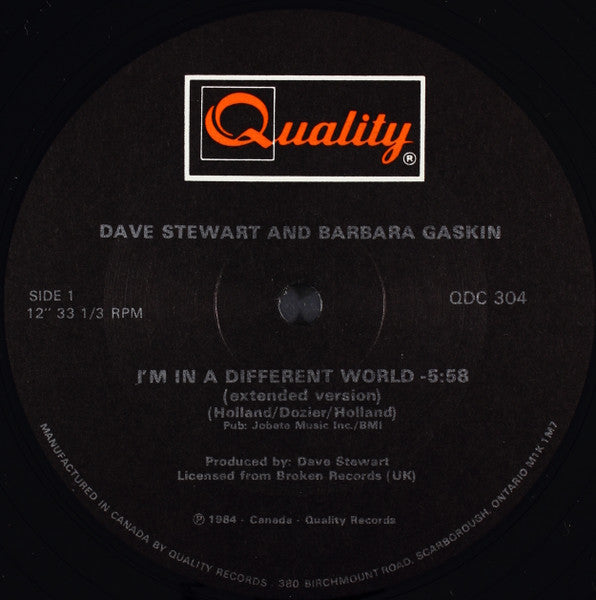 Quality ®
DAVE STEWART AND BARBARA GASKIN
SIDE 1
12" 33 1/3 RPM
QDC 304
I'M IN A DIFFERENT WORLD -5:58
(extended version)
(Holland/Dozier/Holland)
Pub: Jobete Music Inc./BMI
Produced by: Dave Stewart
Licensed from Broken Records (UK)
℗ 1984 - Canada - Quality Records
MANUFACTURED IN CANADA BY QUALITY RECORDS . 380 BIRCHMOUNT ROAD, SCARBOROUGH, ONTARIO M1K 1M7